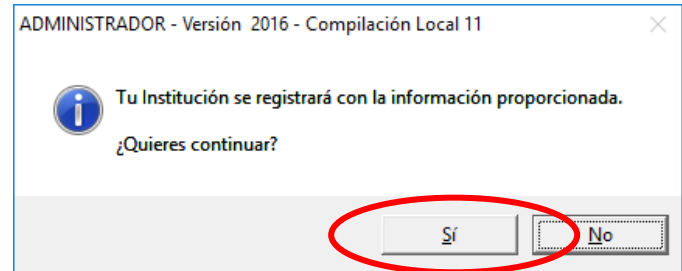 ADMINISTRADOR - Versión 2016 - Compilación Local 11
Tu Institución se registrará con la información proporcionada.
¿Quieres continuar?
Sí No